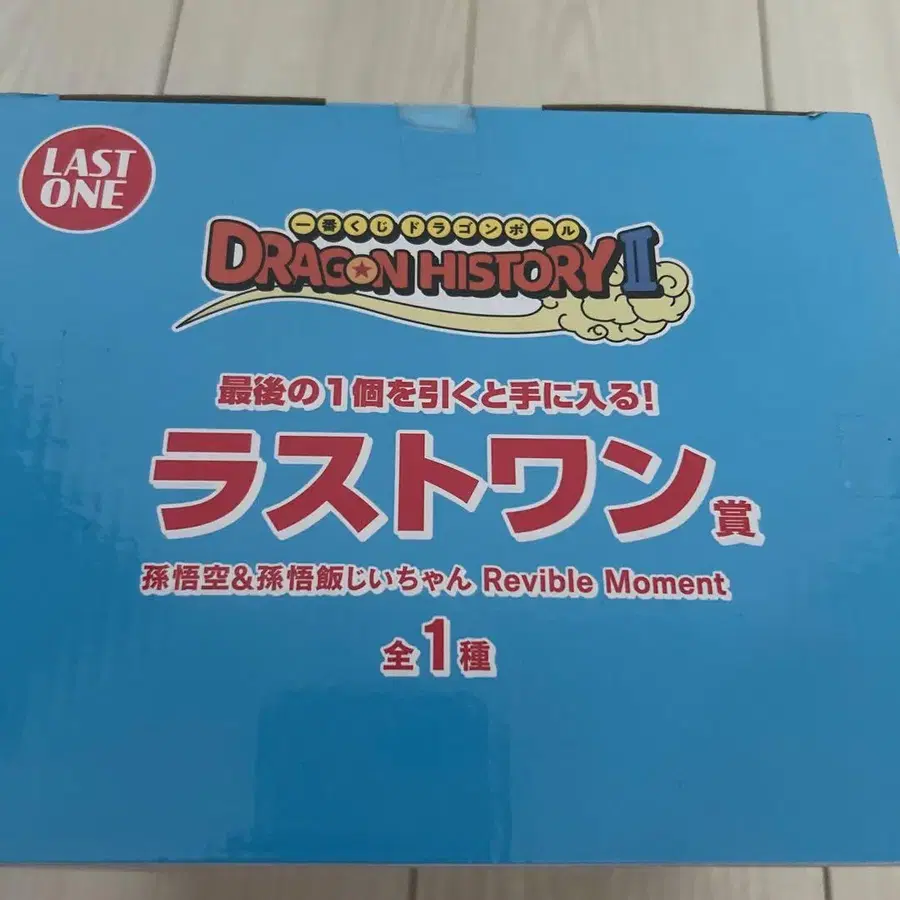 LAST
ONE
一番くじ ドラゴンボール
DRAGON HISTORY II
最後の1個を引くと手に入る!
ラストワン賞
孫悟空&孫悟飯じいちゃん Revible Moment
全1種